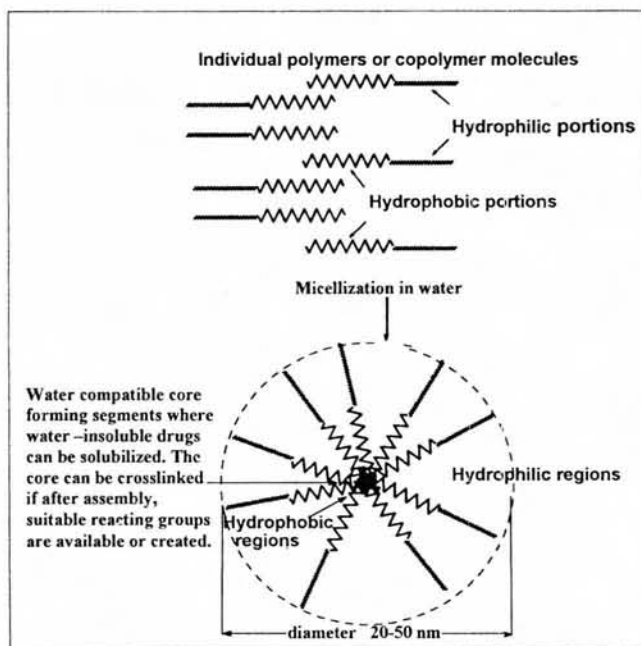 Individual polymers or copolymer molecules
Hydrophilic portions
Hydrophobic portions
Micellization in water
Water compatible core
forming segments where
water –insoluble drugs
can be solubilized. The
core can be crosslinked
if after assembly,
suitable reacting groups
are available or created.
Hydrophilic regions
Hydrophobic
regions
diameter 20-50 nm